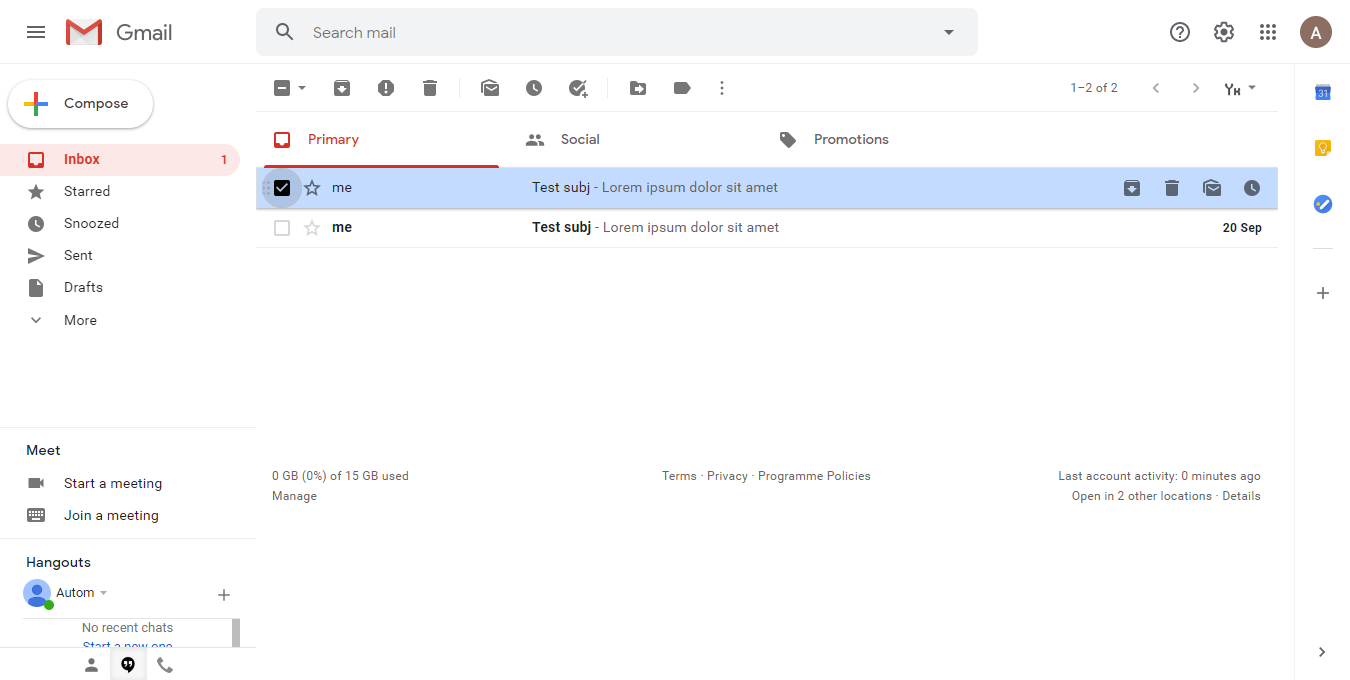 Gmail
Search mail
A
Compose
1–2 of 2
31
Inbox 1
Primary
Social
Promotions
Starred
me Test subj - Lorem ipsum dolor sit amet
Snoozed
me Test subj - Lorem ipsum dolor sit amet 20 Sep
Sent
Drafts
More
Meet
Start a meeting
Join a meeting
0 GB (0%) of 15 GB used
Manage
Terms · Privacy · Programme Policies
Last account activity: 0 minutes ago
Open in 2 other locations · Details
Hangouts
Autom
No recent chats
Start a new one